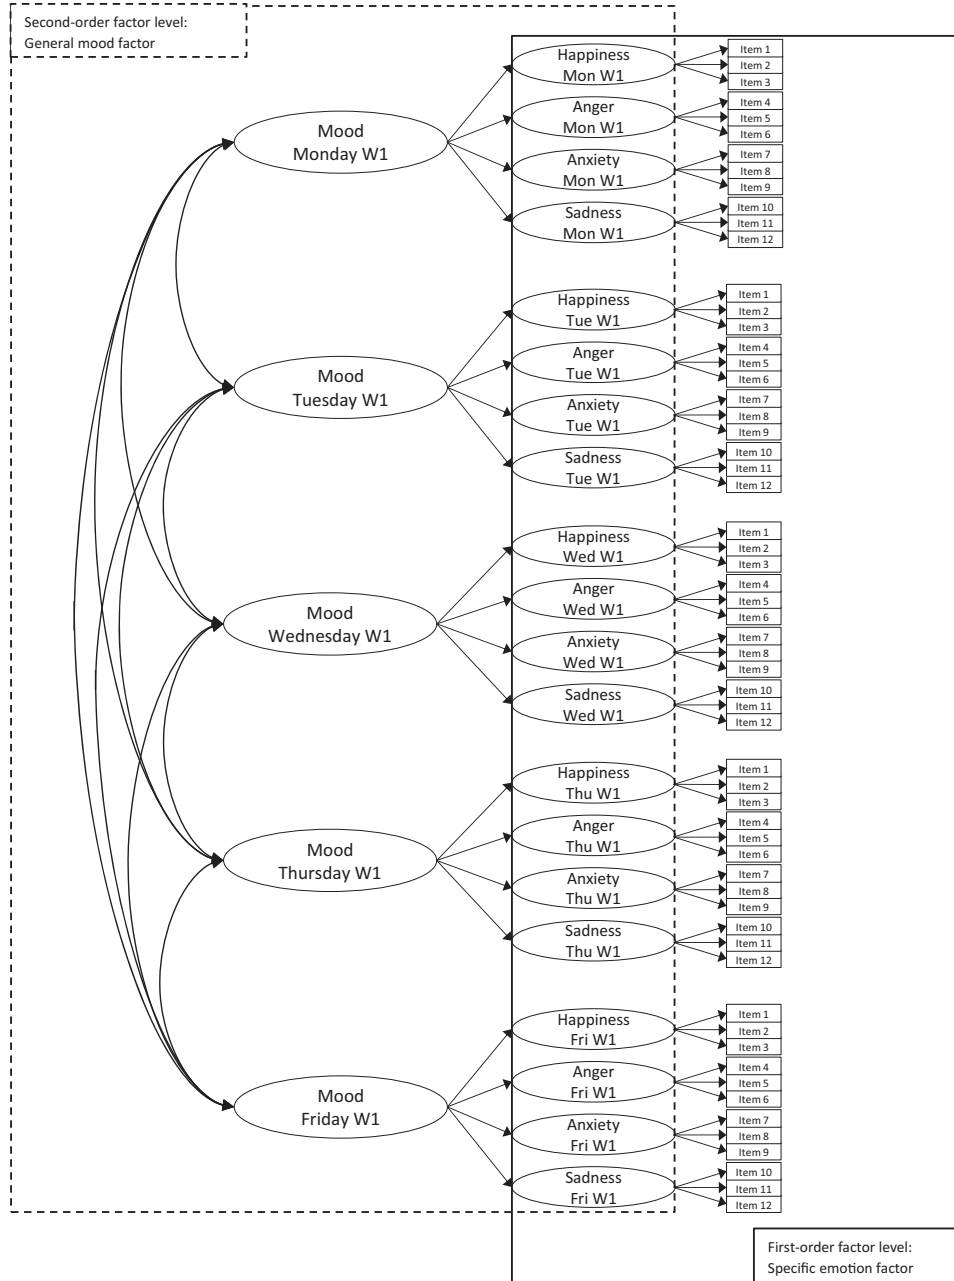 Second-order factor level:
General mood factor
Mood
Monday W1
Happiness
Mon W1
Item 1
Item 2
Item 3
Anger
Mon W1
Item 4
Item 5
Item 6
Anxiety
Mon W1
Item 7
Item 8
Item 9
Sadness
Mon W1
Item 10
Item 11
Item 12
Mood
Tuesday W1
Happiness
Tue W1
Item 1
Item 2
Item 3
Anger
Tue W1
Item 4
Item 5
Item 6
Anxiety
Tue W1
Item 7
Item 8
Item 9
Sadness
Tue W1
Item 10
Item 11
Item 12
Mood
Wednesday W1
Happiness
Wed W1
Item 1
Item 2
Item 3
Anger
Wed W1
Item 4
Item 5
Item 6
Anxiety
Wed W1
Item 7
Item 8
Item 9
Sadness
Wed W1
Item 10
Item 11
Item 12
Mood
Thursday W1
Happiness
Thu W1
Item 1
Item 2
Item 3
Anger
Thu W1
Item 4
Item 5
Item 6
Anxiety
Thu W1
Item 7
Item 8
Item 9
Sadness
Thu W1
Item 10
Item 11
Item 12
Mood
Friday W1
Happiness
Fri W1
Item 1
Item 2
Item 3
Anger
Fri W1
Item 4
Item 5
Item 6
Anxiety
Fri W1
Item 7
Item 8
Item 9
Sadness
Fri W1
Item 10
Item 11
Item 12
First-order factor level:
Specific emotion factor